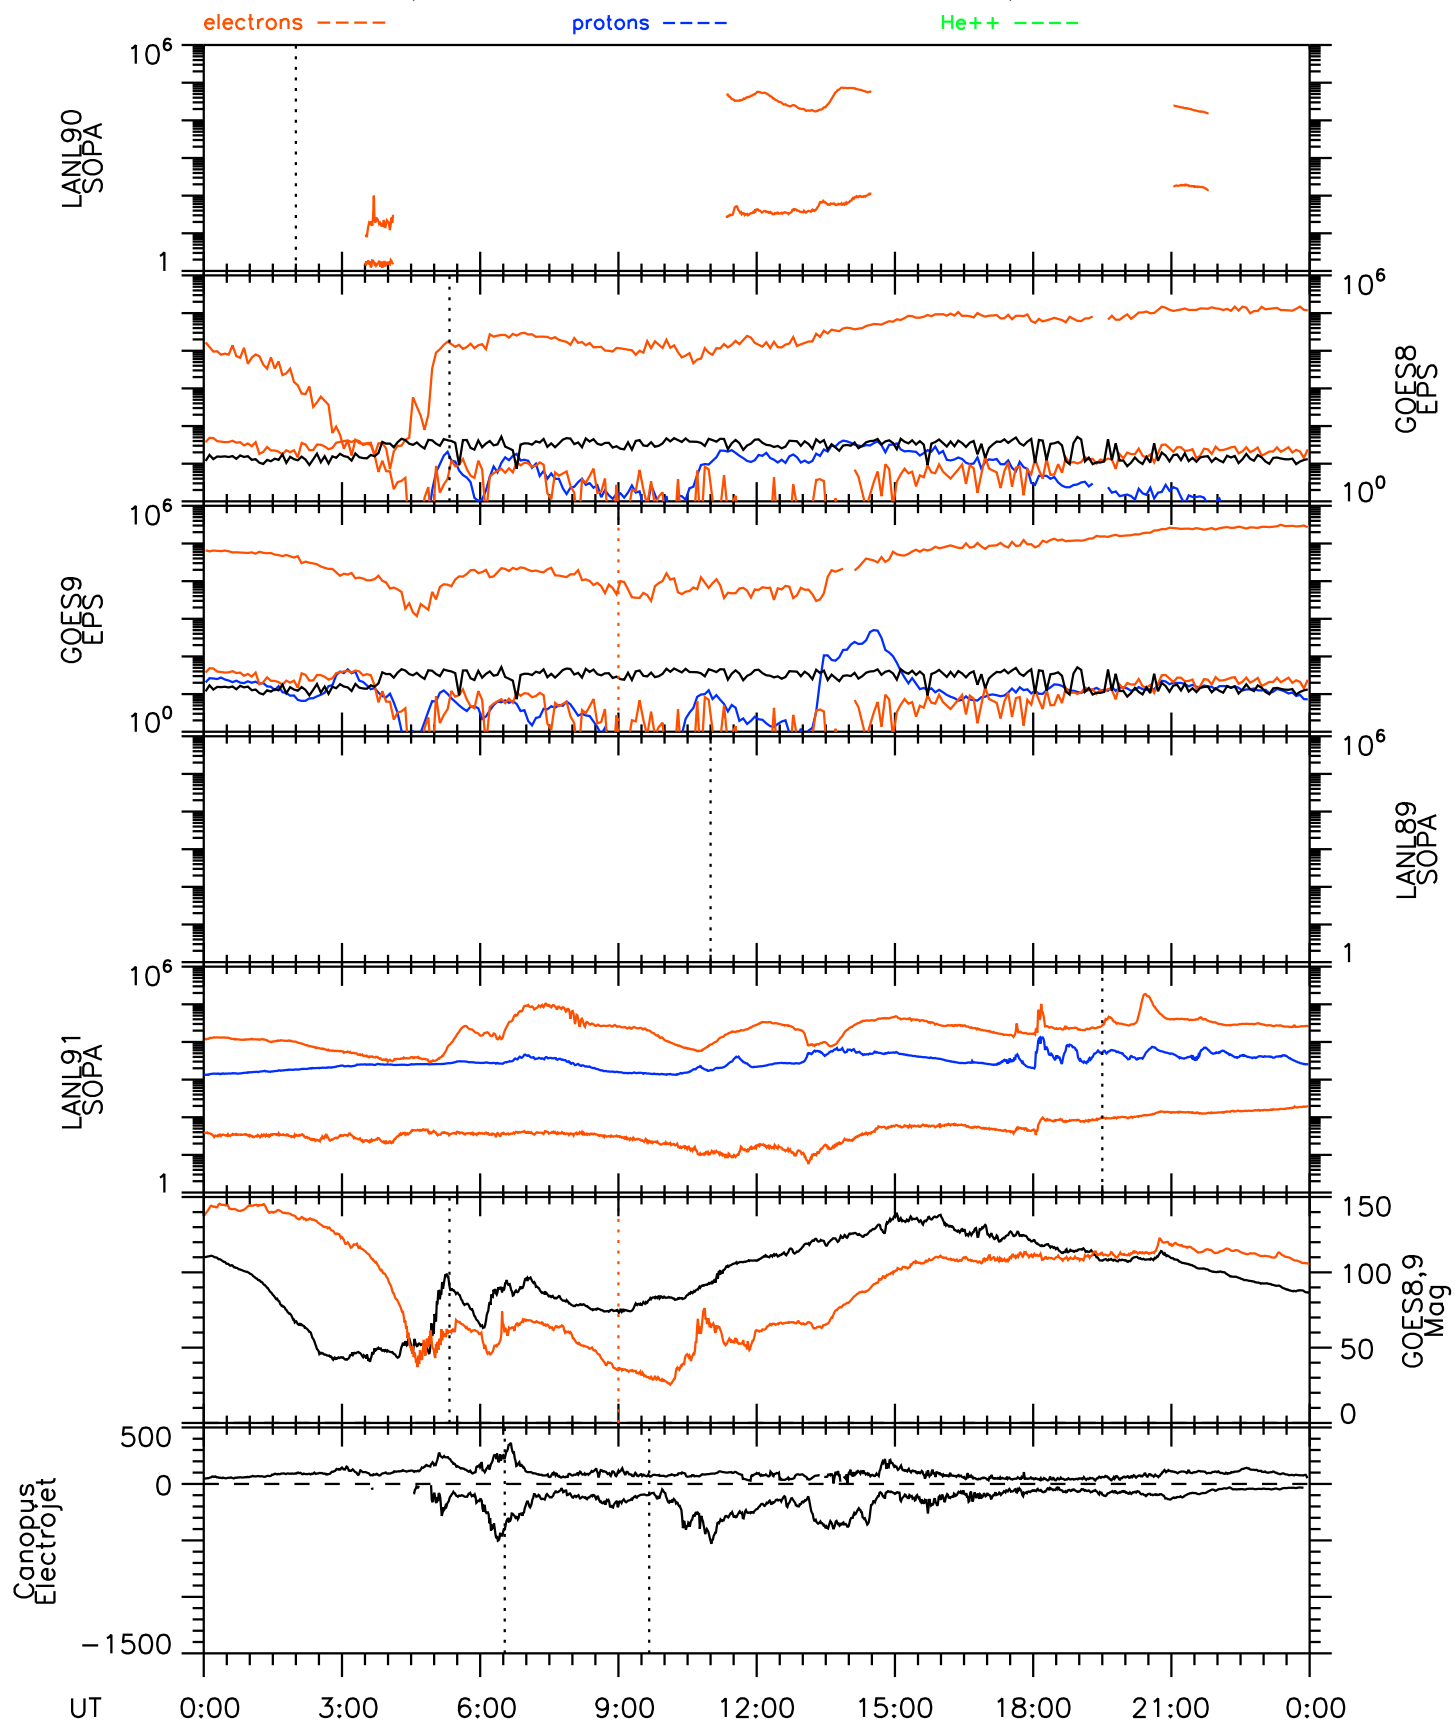 electrons protons He++
10⁶
LANL90
SOPA
1
10⁶
GOES8
EPS
10⁰
10⁶
GOES9
EPS
10⁰
10⁶
LANL89
SOPA
1
10⁶
LANL91
SOPA
1
150
100
GOES8,9
Mag
50
0
500
0
Canopus
Electrojet
-1500
UT 0:00 3:00 6:00 9:00 12:00 15:00 18:00 21:00 0:00